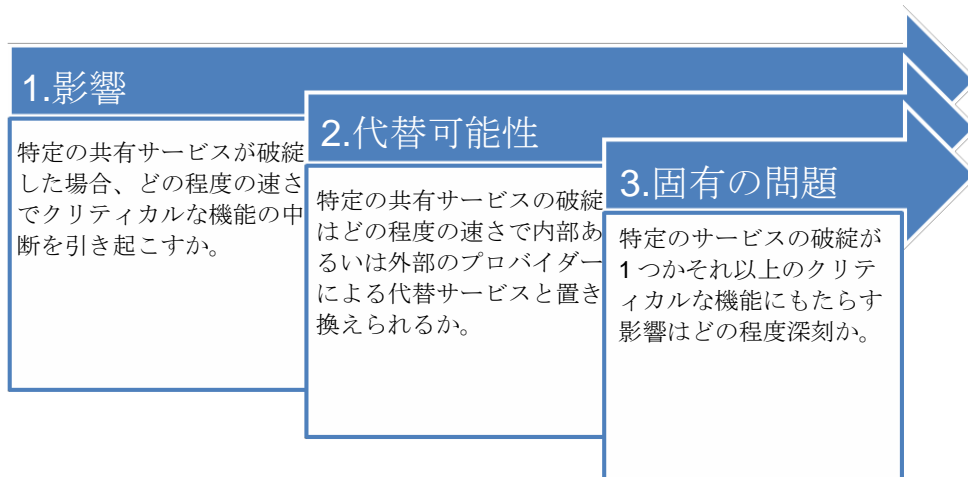 1.影響
特定の共有サービスが破綻
した場合、どの程度の速さ
でクリティカルな機能の中
断を引き起こすか。
2.代替可能性
特定の共有サービスの破綻
はどの程度の速さで内部あ
るいは外部のプロバイダー
による代替サービスと置き
換えられるか。
3.固有の問題
特定のサービスの破綻が
1つかそれ以上のクリテ
ィカルな機能にもたらす
影響はどの程度深刻か。